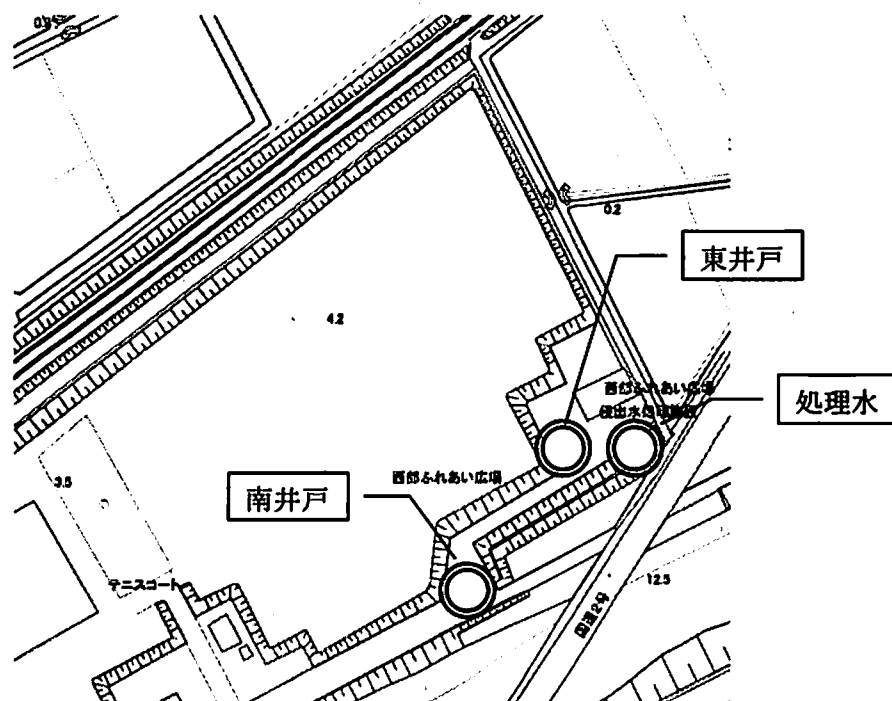 0.2
東井戸
4.2
西部ふれあい広場
浸出水処理施設
処理水
西部ふれあい広場
3.5
南井戸
テニスコート
12.5
国道2号